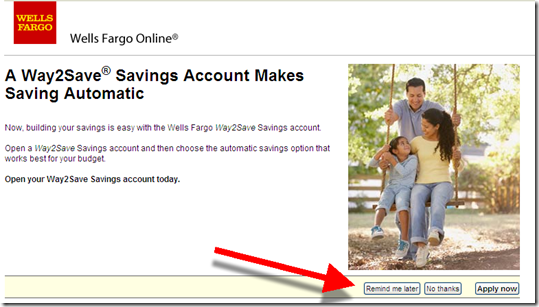 WELLS
FARGO
Wells Fargo Online®
A Way2Save® Savings Account Makes
Saving Automatic
Now, building your savings is easy with the Wells Fargo Way2Save Savings account.
Open a Way2Save Savings account and then choose the automatic savings option that
works best for your budget.
Open your Way2Save Savings account today.
Remind me later No thanks Apply now